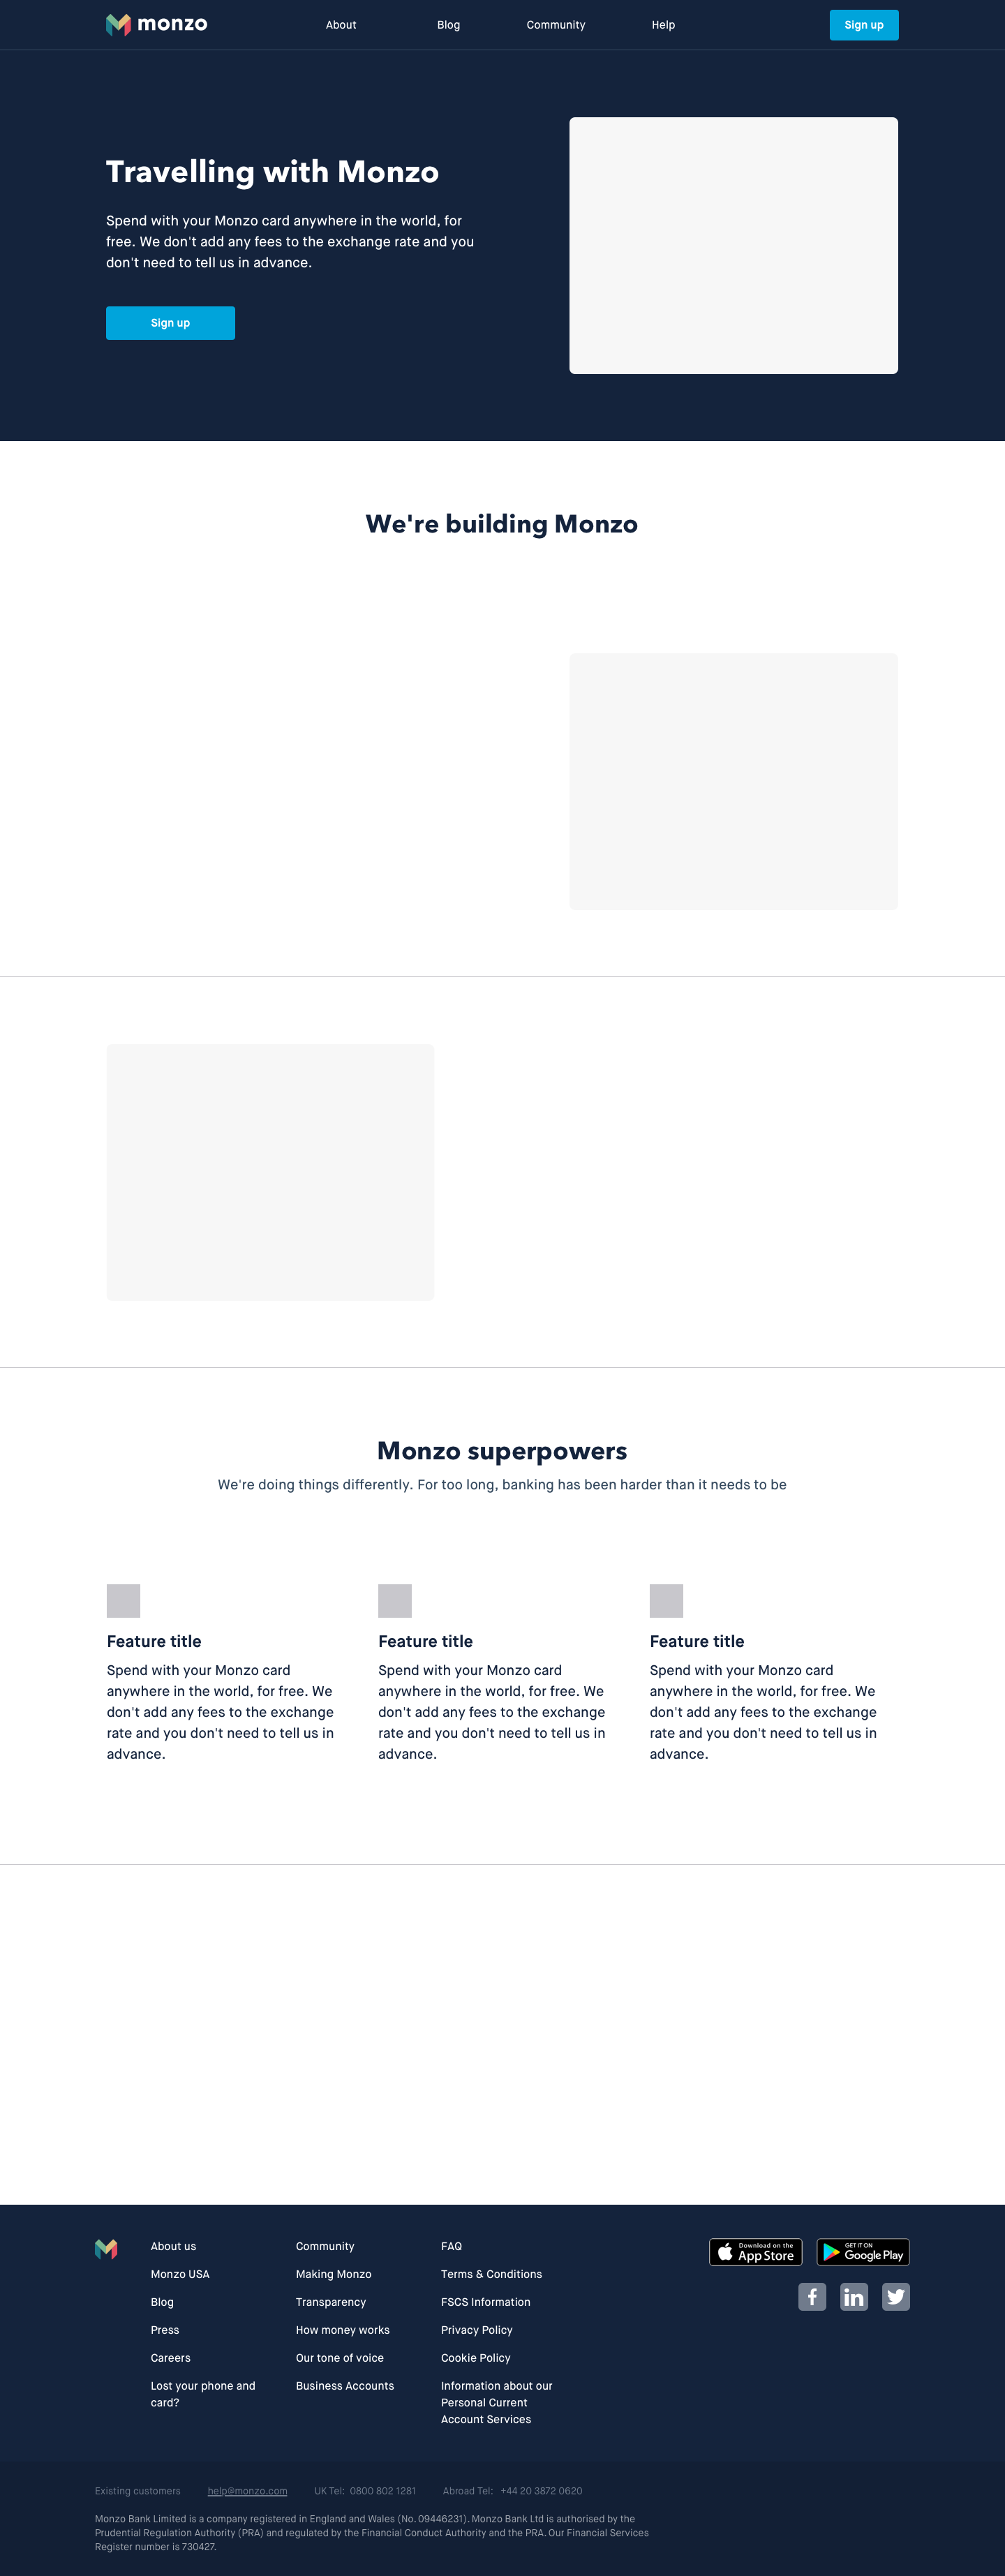 monzo
About
Blog
Community
Help
Sign up
Travelling with Monzo
Spend with your Monzo card anywhere in the world, for
free. We don't add any fees to the exchange rate and you
don't need to tell us in advance.
Sign up
We're building Monzo
Monzo superpowers
We're doing things differently. For too long, banking has been harder than it needs to be
Feature title
Spend with your Monzo card
anywhere in the world, for free. We
don't add any fees to the exchange
rate and you don't need to tell us in
advance.
Feature title
Spend with your Monzo card
anywhere in the world, for free. We
don't add any fees to the exchange
rate and you don't need to tell us in
advance.
Feature title
Spend with your Monzo card
anywhere in the world, for free. We
don't add any fees to the exchange
rate and you don't need to tell us in
advance.
About us
Monzo USA
Blog
Press
Careers
Lost your phone and
card?
Community
Making Monzo
Transparency
How money works
Our tone of voice
Business Accounts
FAQ
Terms & Conditions
FSCS Information
Privacy Policy
Cookie Policy
Information about our
Personal Current
Account Services
Download on the
App Store
GET IT ON
Google Play
Existing customers
help@monzo.com
UK Tel: 0800 802 1281
Abroad Tel: +44 20 3872 0620
Monzo Bank Limited is a company registered in England and Wales (No. 09446231). Monzo Bank Ltd is authorised by the
Prudential Regulation Authority (PRA) and regulated by the Financial Conduct Authority and the PRA. Our Financial Services
Register number is 730427.